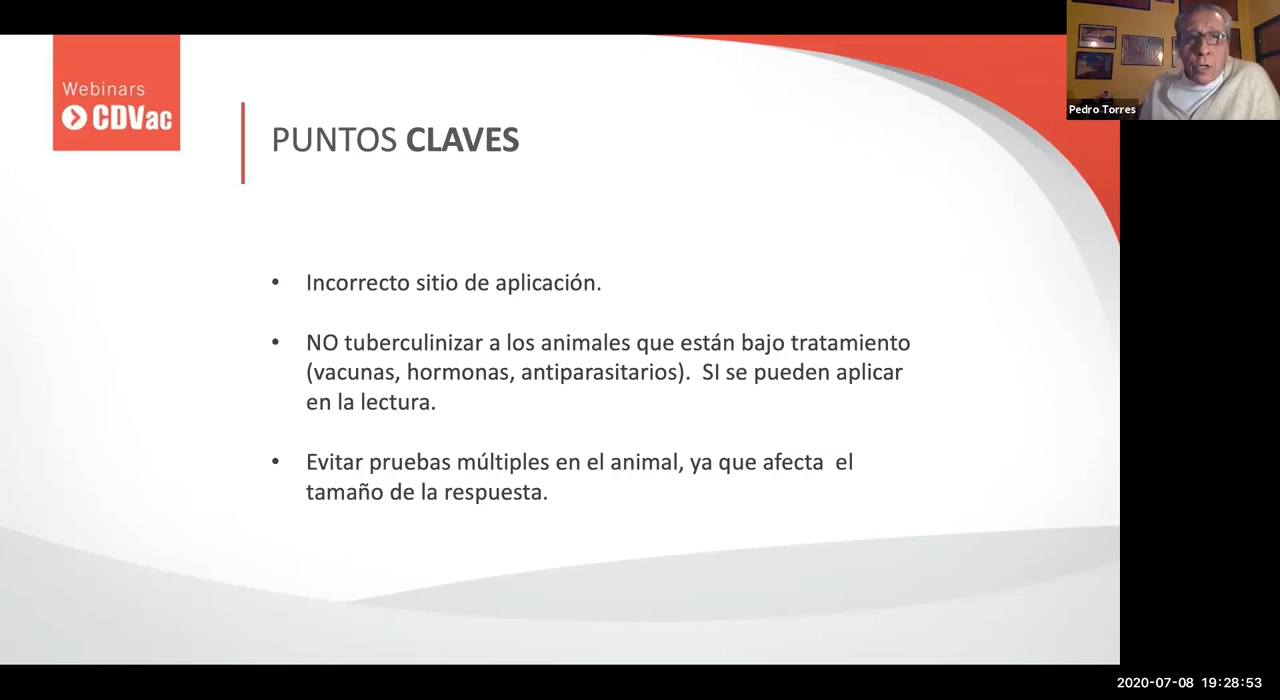 Webinars
CDVac
PUNTOS CLAVES
• Incorrecto sitio de aplicación.
• NO tuberculinizar a los animales que están bajo tratamiento
(vacunas, hormonas, antiparasitarios).  SI se pueden aplicar
en la lectura.
• Evitar pruebas múltiples en el animal, ya que afecta  el
tamaño de la respuesta.
Pedro Torres
2020-07-08 19:28:53